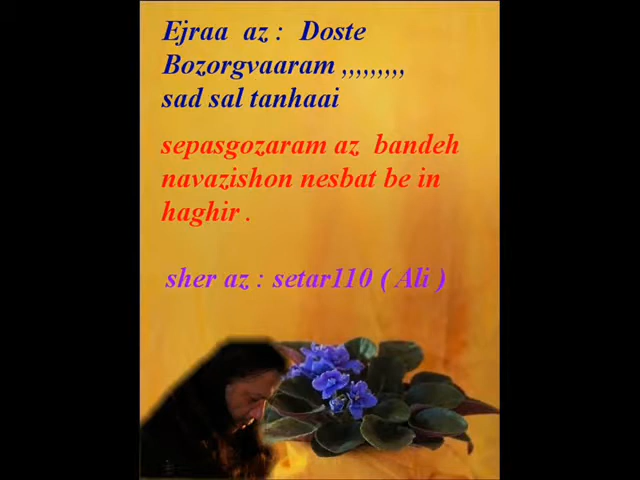 Ejraa az : Doste
Bozorgvaaram ,,,,,,,,,
sad sal tanhaai
sepasgozaram az bandeh
navazishon nesbat be in
haghir .
sher az : setar110 ( Ali )